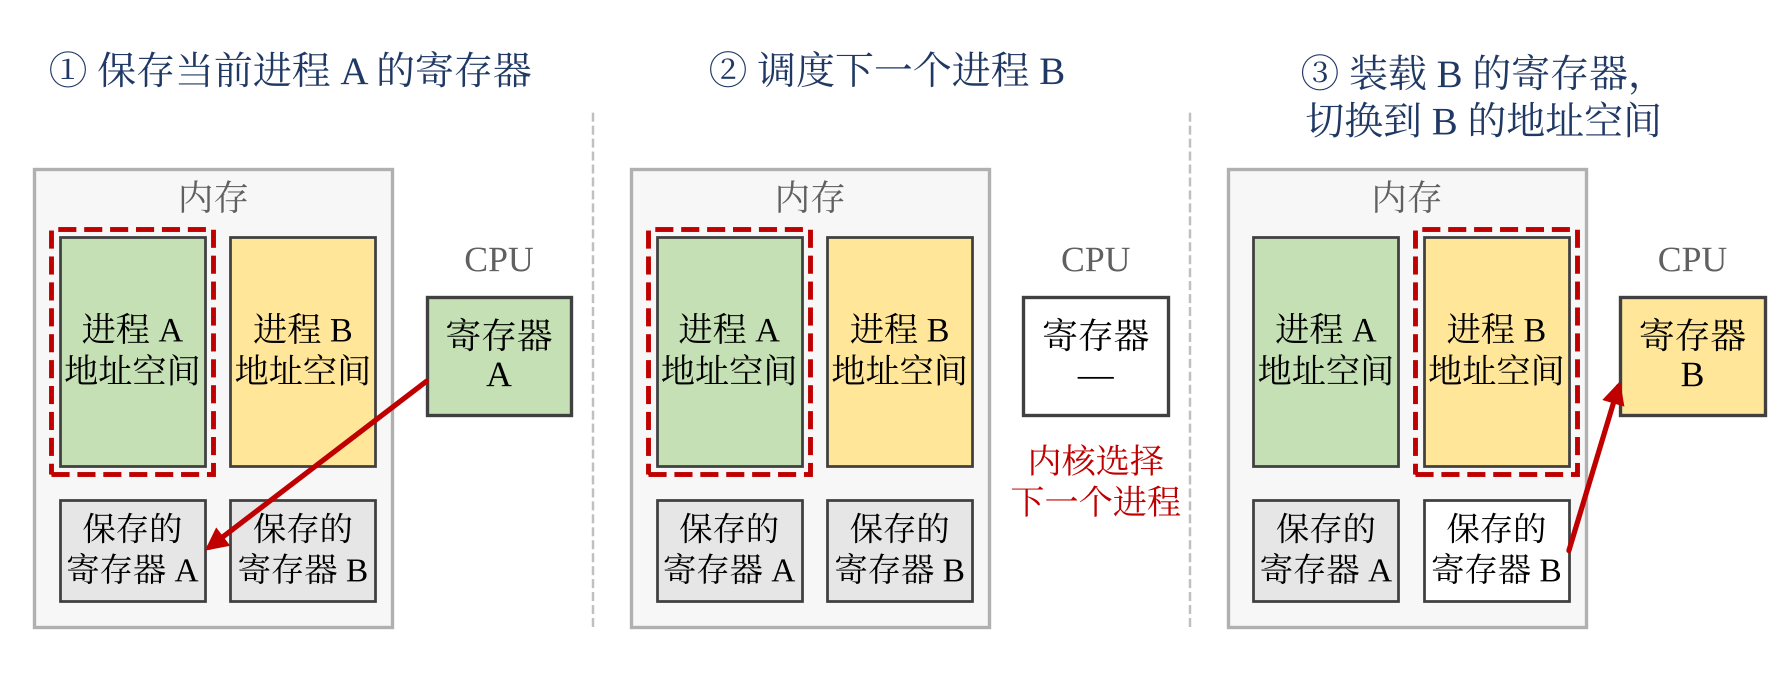 ① 保存当前进程 A 的寄存器
内存
进程 A
地址空间
进程 B
地址空间
CPU
寄存器
A
保存的
寄存器 A
保存的
寄存器 B
② 调度下一个进程 B
内存
进程 A
地址空间
进程 B
地址空间
CPU
寄存器
—
内核选择
下一个进程
保存的
寄存器 A
保存的
寄存器 B
③ 装载 B 的寄存器,
切换到 B 的地址空间
内存
进程 A
地址空间
进程 B
地址空间
CPU
寄存器
B
保存的
寄存器 A
保存的
寄存器 B